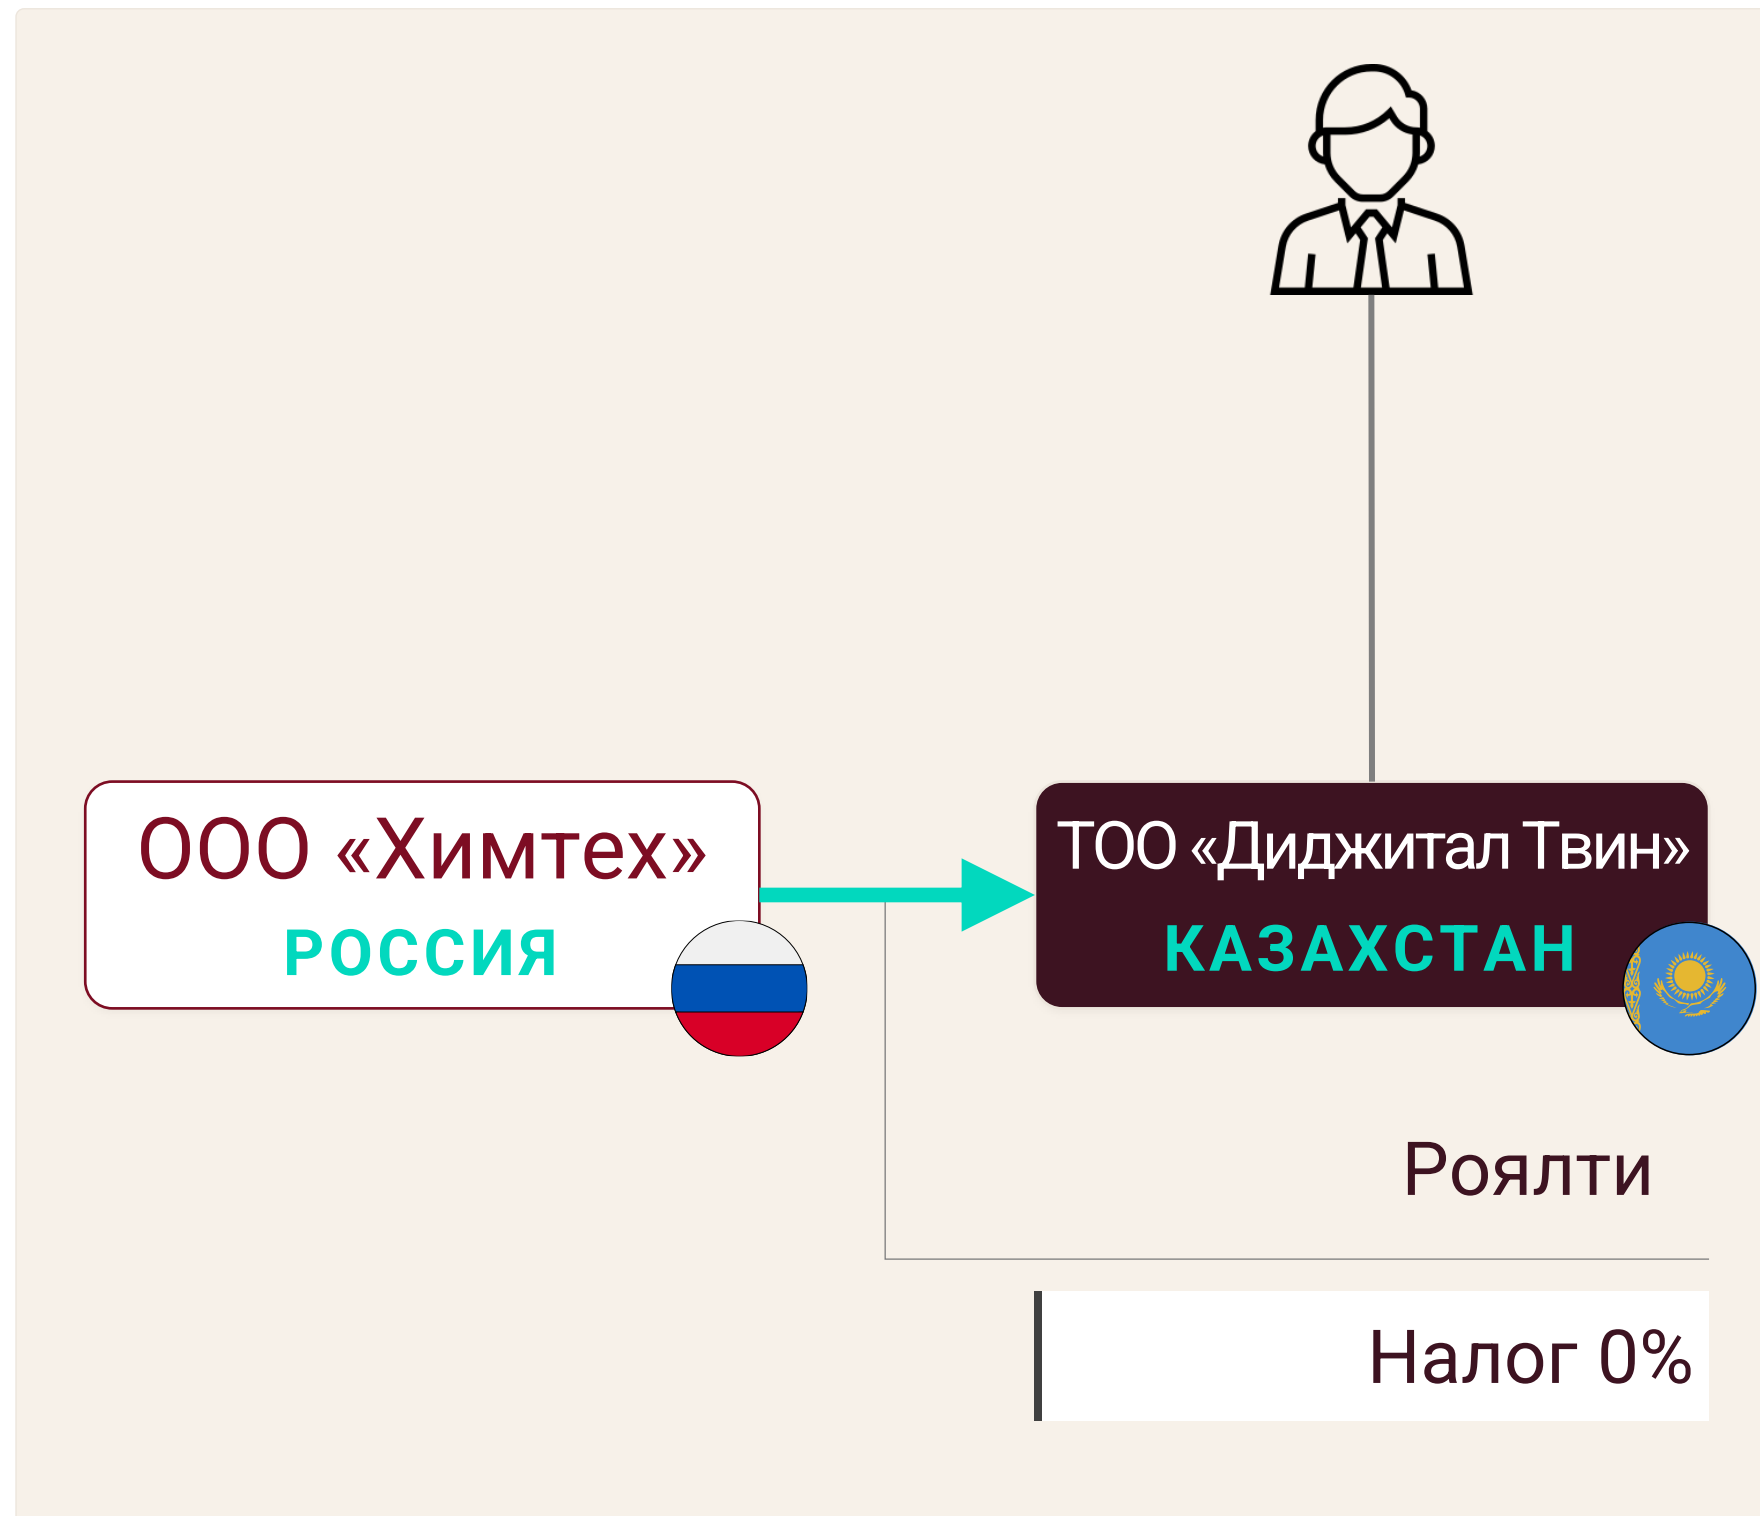 ООО «Химтех»
РОССИЯ
ТОО «Диджитал Твин»
КАЗАХСТАН
Роялти
Налог 0%